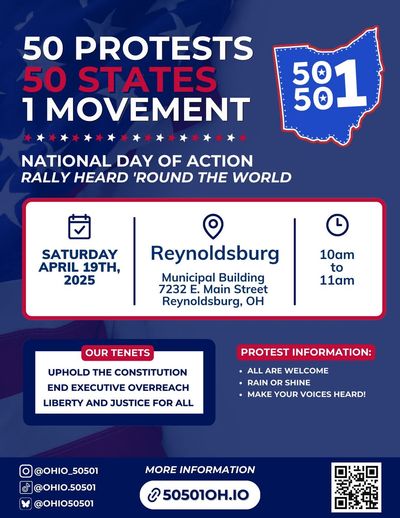 50 PROTESTS
50 STATES
1 MOVEMENT
50
50 1
NATIONAL DAY OF ACTION
RALLY HEARD 'ROUND THE WORLD
SATURDAY
APRIL 19TH,
2025
Reynoldsburg
Municipal Building
7232 E. Main Street
Reynoldsburg, OH
10am
to
11am
OUR TENETS
UPHOLD THE CONSTITUTION
END EXECUTIVE OVERREACH
LIBERTY AND JUSTICE FOR ALL
PROTEST INFORMATION:
• ALL ARE WELCOME
• RAIN OR SHINE
• MAKE YOUR VOICES HEARD!
@OHIO_50501
@OHIO.50501
@OHIO50501
MORE INFORMATION
50501OH.IO